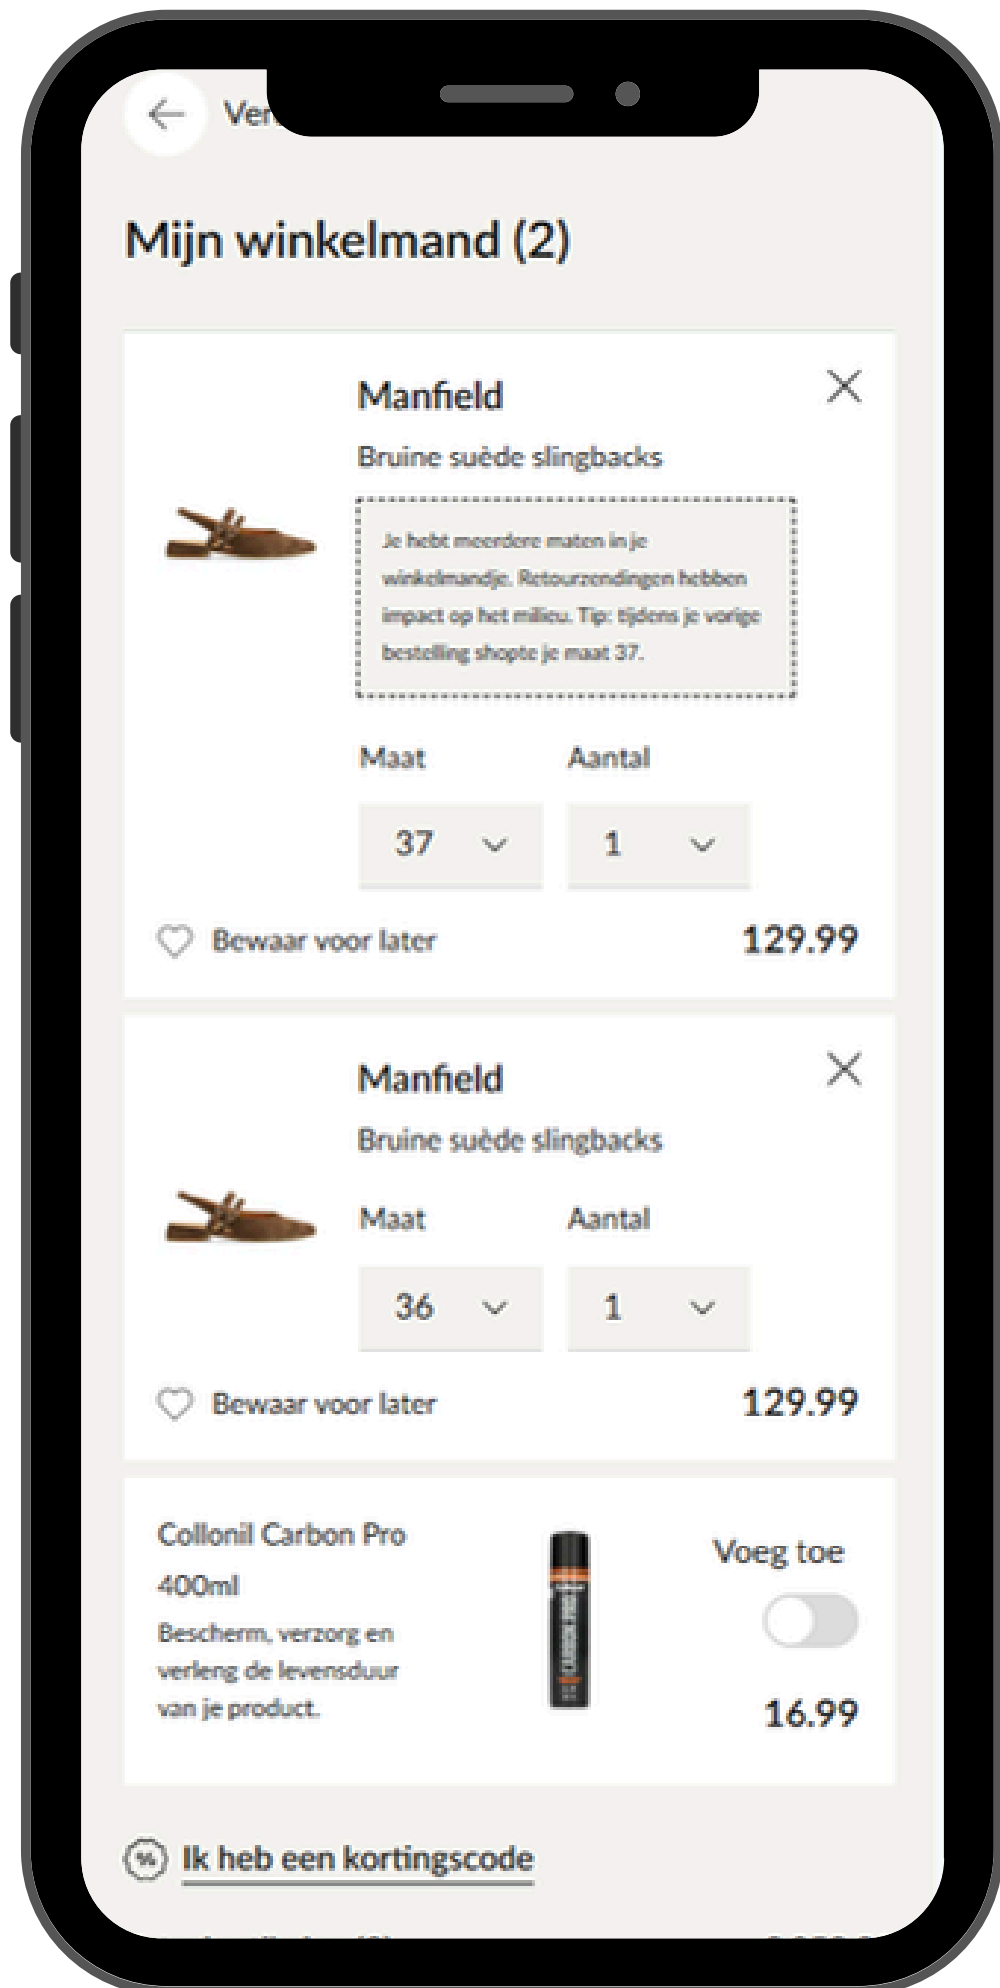 Mijn winkelmand (2)
Manfield
Bruine suède slingbacks
Je hebt meerdere maten in je
winkelmandje. Retourzendingen hebben
impact op het milieu. Tip: tijdens je vorige
bestelling shopte je maat 37.
Maat Aantal
37 1
Bewaar voor later 129.99
Manfield
Bruine suède slingbacks
Maat Aantal
36 1
Bewaar voor later 129.99
Collonil Carbon Pro
400ml
Bescherm, verzorg en
verleng de levensduur
van je product.
CARBON PRO
Voeg toe
16.99
% Ik heb een kortingscode